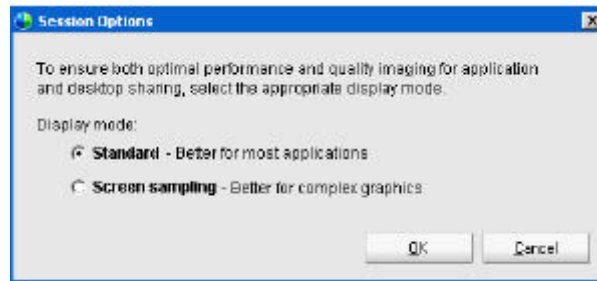 Session Options
To ensure both optimal performance and quality imaging for application
and desktop sharing, select the appropriate display mode.
Display mode:
Standard - Better for most applications
Screen sampling - Better for complex graphics
OK Cancel